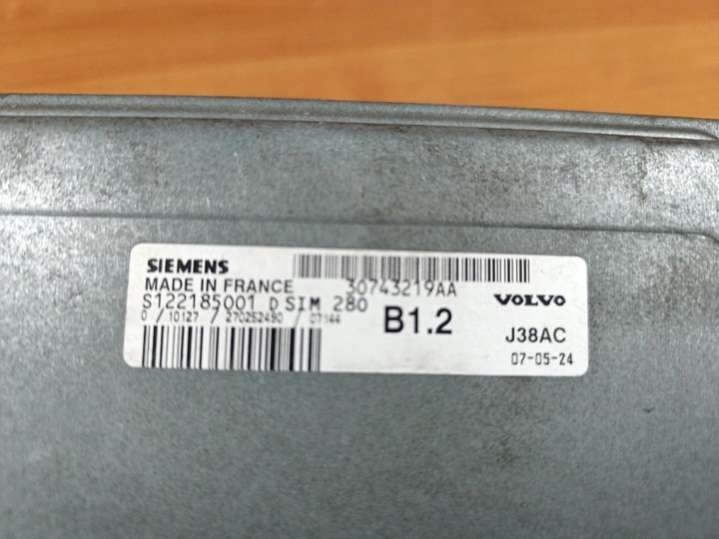 SIEMENS
MADE IN FRANCE 30743219AA
S122185001 D SIM 280 VOLVO
0 / 10127 / 270252490 / 07144 B1.2
J38AC
07-05-24